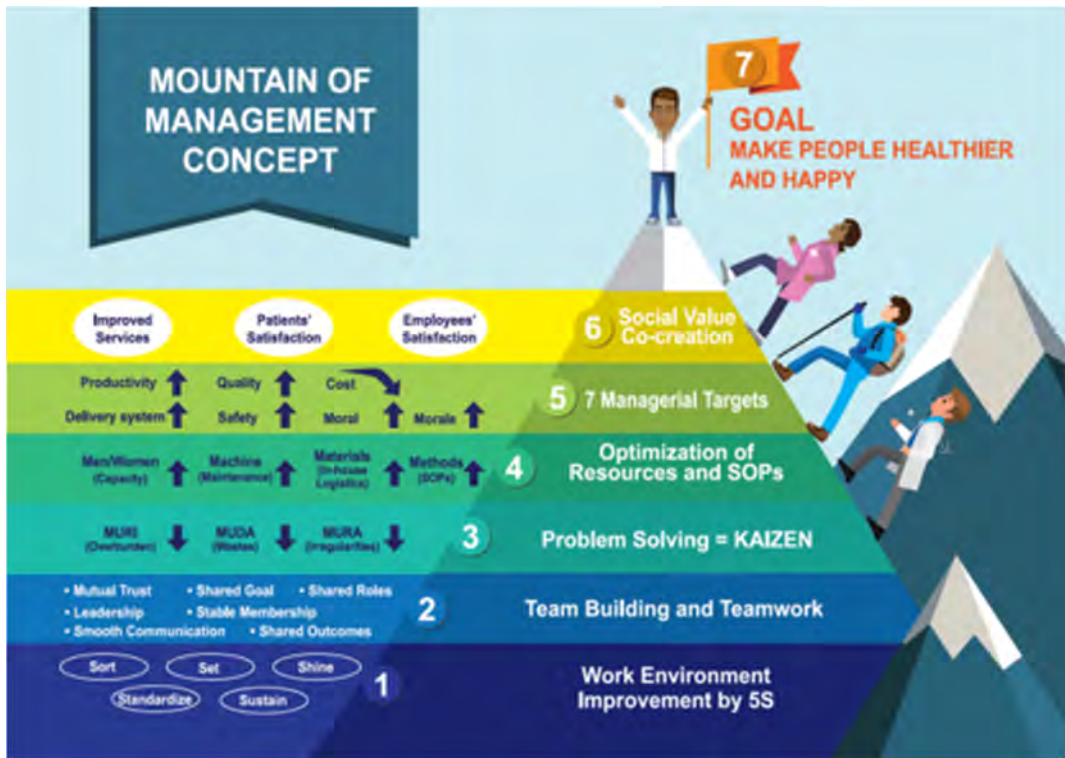 MOUNTAIN OF
MANAGEMENT
CONCEPT
7
GOAL
MAKE PEOPLE HEALTHIER
AND HAPPY
Improved
Services
Patients'
Satisfaction
Employees'
Satisfaction
6
Social Value
Co-creation
Productivity
Quality
Cost
Delivery system
Safety
Moral
Morale
5
7 Managerial Targets
Men/Women
(Capacity)
Machine
(Maintenance)
Materials
(In-house
Logistics)
Methods
(SOPs)
4
Optimization of
Resources and SOPs
MURI
(Overburden)
MUDA
(Wastes)
MURA
(Irregularities)
3
Problem Solving = KAIZEN
• Mutual Trust • Shared Goal • Shared Roles
• Leadership • Stable Membership
• Smooth Communication • Shared Outcomes
2
Team Building and Teamwork
Sort Set Shine
Standardize Sustain
1
Work Environment
Improvement by 5S